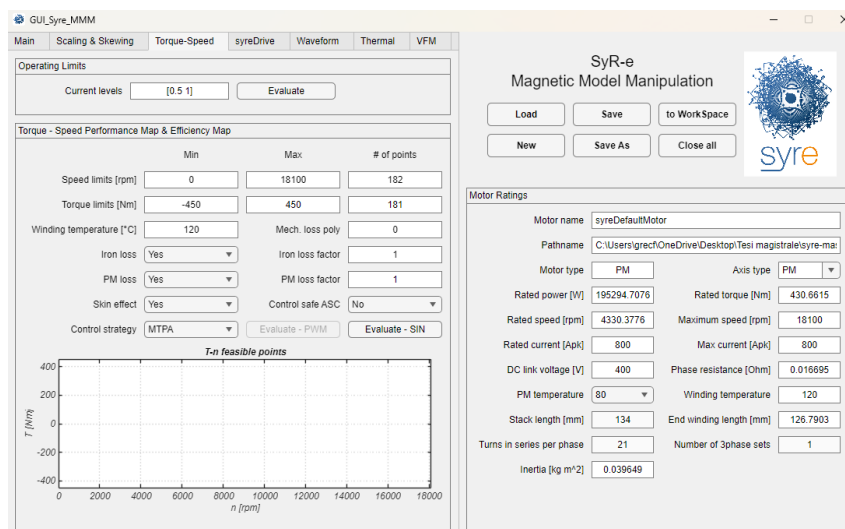 GUI_Syre_MMM
Main Scaling & Skewing Torque-Speed syreDrive Waveform Thermal VFM
Operating Limits
Current levels [0.5 1] Evaluate
Torque - Speed Performance Map & Efficiency Map
Min Max # of points
Speed limits [rpm] 0 18100 182
Torque limits [Nm] -450 450 181
Winding temperature [°C] 120 Mech. loss poly 0
Iron loss Yes Iron loss factor 1
PM loss Yes PM loss factor 1
Skin effect Yes Control safe ASC No
Control strategy MTPA Evaluate - PWM Evaluate - SIN
T-n feasible points
400
200
0
-200
-400
T [Nm]
0 2000 4000 6000 8000 10000 12000 14000 16000 18000
n [rpm]
SyR-e
Magnetic Model Manipulation
Load Save to WorkSpace
New Save As Close all
syre
Motor Ratings
Motor name syreDefaultMotor
Pathname C:\Users\grecf\OneDrive\Desktop\Tesi magistrale\syre-mai
Motor type PM Axis type PM
Rated power [W] 195294.7076 Rated torque [Nm] 430.6615
Rated speed [rpm] 4330.3776 Maximum speed [rpm] 18100
Rated current [Apk] 800 Max current [Apk] 800
DC link voltage [V] 400 Phase resistance [Ohm] 0.016695
PM temperature 80 Winding temperature 120
Stack length [mm] 134 End winding length [mm] 126.7903
Turns in series per phase 21 Number of 3phase sets 1
Inertia [kg m^2] 0.039649